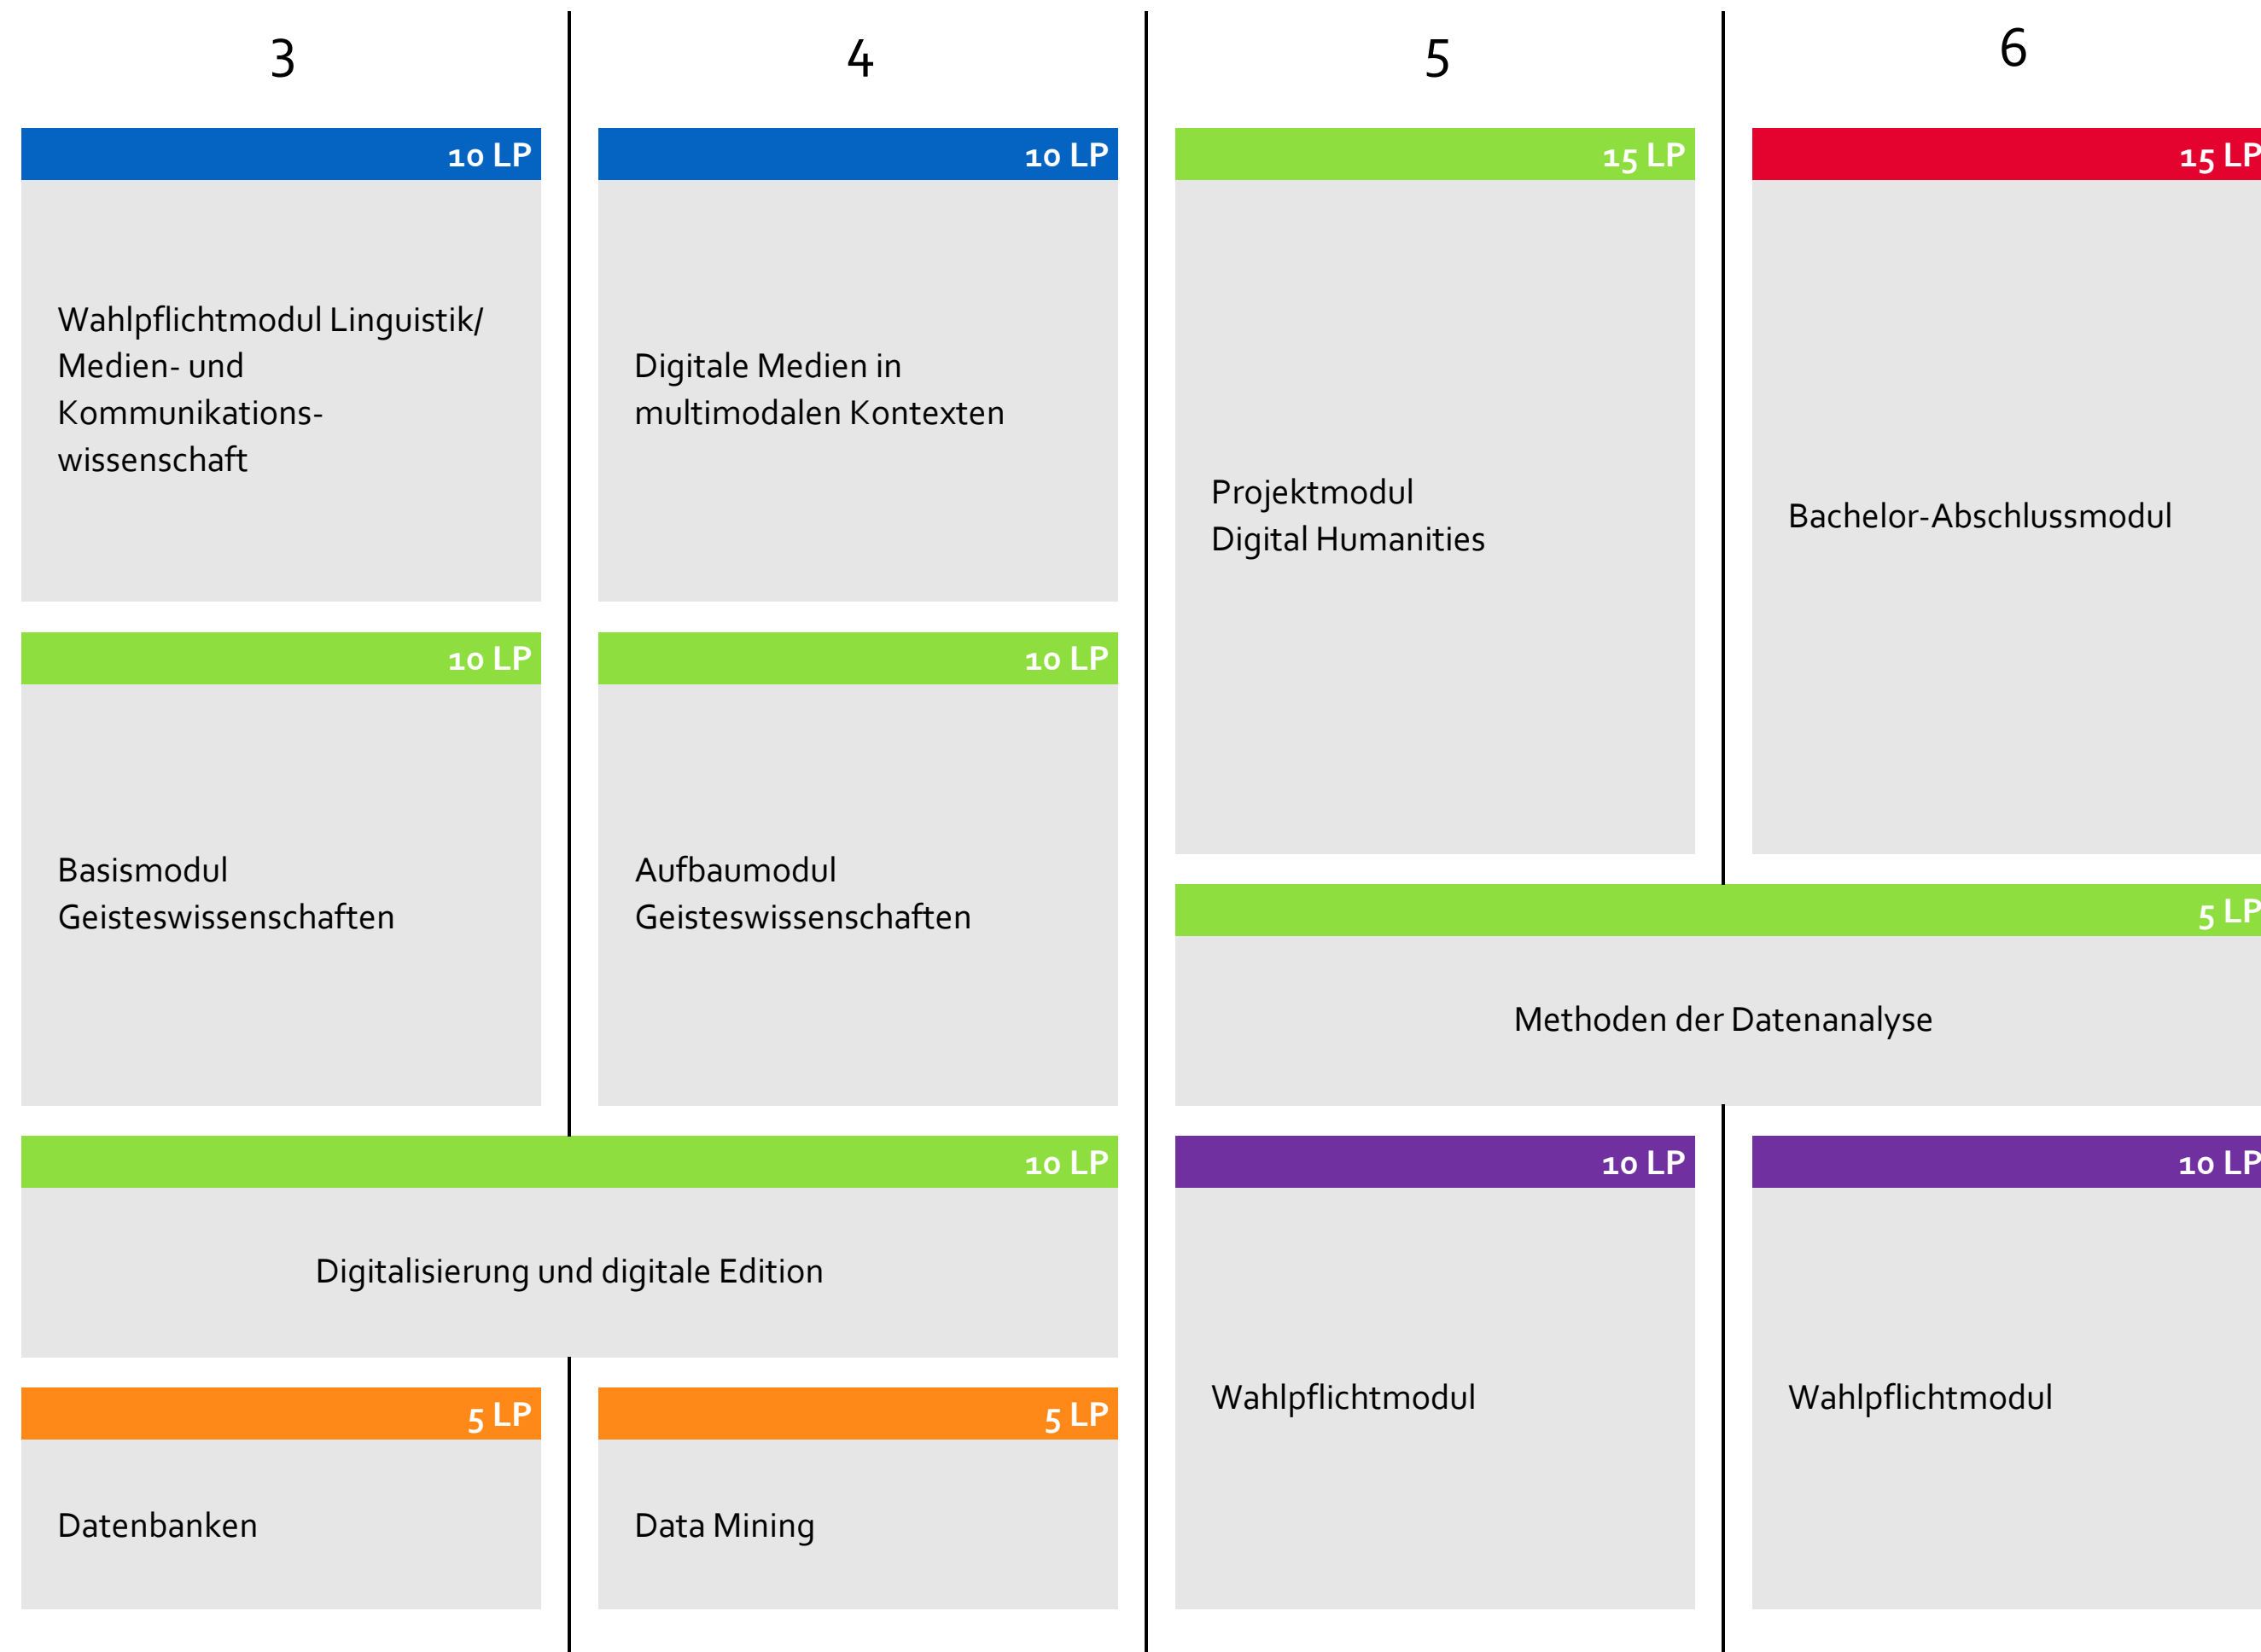 3
4
5
6
10 LP
10 LP
15 LP
15 LP
Wahlpflichtmodul Linguistik/
Medien- und
Kommunikations-
wissenschaft
Digitale Medien in
multimodalen Kontexten
Projektmodul
Digital Humanities
Bachelor-Abschlussmodul
10 LP
10 LP
Basismodul
Geisteswissenschaften
Aufbaumodul
Geisteswissenschaften
5 LP
Methoden der Datenanalyse
10 LP
Digitalisierung und digitale Edition
10 LP
10 LP
Wahlpflichtmodul
Wahlpflichtmodul
5 LP
5 LP
Datenbanken
Data Mining